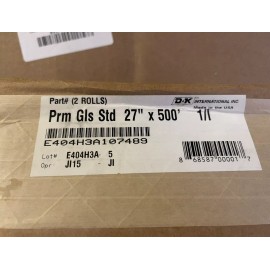 Part# (2 ROLLS)
D&K
INTERNATIONAL INC
Made in the USA
Prm Gls Std 27" x 500' 1/I
E404H3A107489
Lot# E404H3A 5
Opr JI15 - JI
8 68587 00001 7